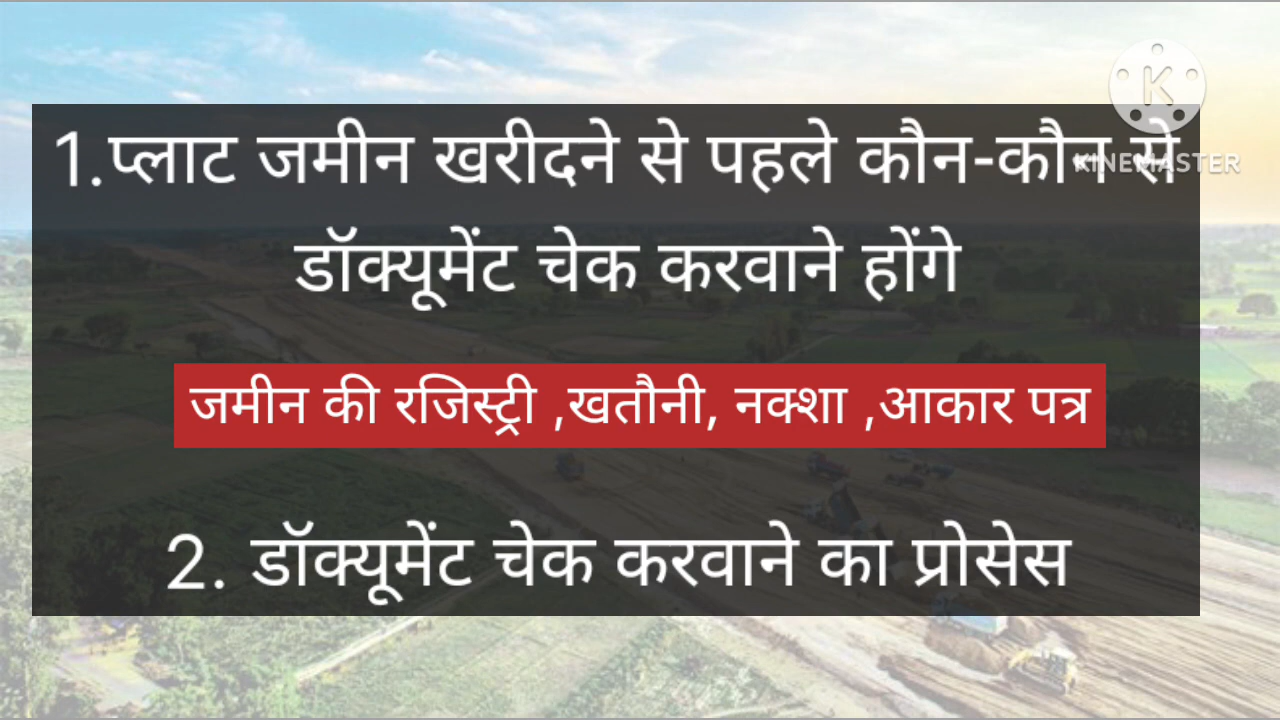 1.प्लाट जमीन खरीदने से पहले कौन-कौन से
डॉक्यूमेंट चेक करवाने होंगे
जमीन की रजिस्ट्री ,खतौनी, नक्शा ,आकार पत्र
2. डॉक्यूमेंट चेक करवाने का प्रोसेस
K
KINEMASTER